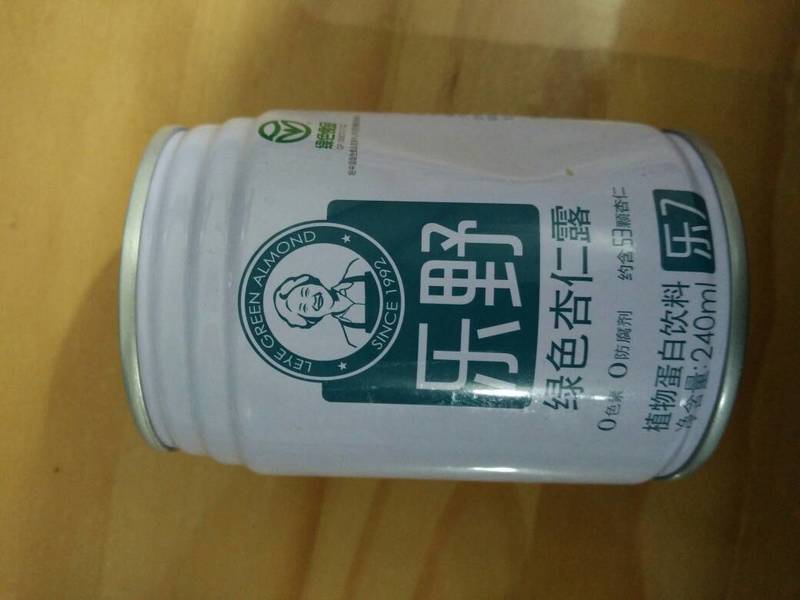 绿色食品
LEYE GREEN ALMOND
SINCE 1992
乐野
绿色杏仁露
0色素 0防腐剂 约含53颗杏仁
植物蛋白饮料 乐7
净含量:240ml